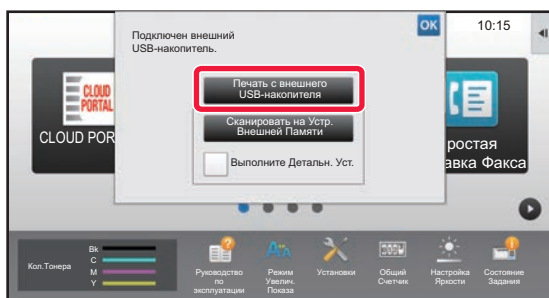 Подключен внешний
USB-накопитель.
OK
10:15
Печать с внешнего
USB-накопителя
Сканировать на Устр.
Внешней Памяти
Выполните Детальн. Уст.
CLOUD
PORTAL
CLOUD POR
ростая
авка Факса
Кол.Тонера
Bk
C
M
Y
Руководство
по
эксплуатации
Режим
Увелич.
Показа
Установки
Общий
Счетчик
Настройка
Яркости
Состояние
Задания